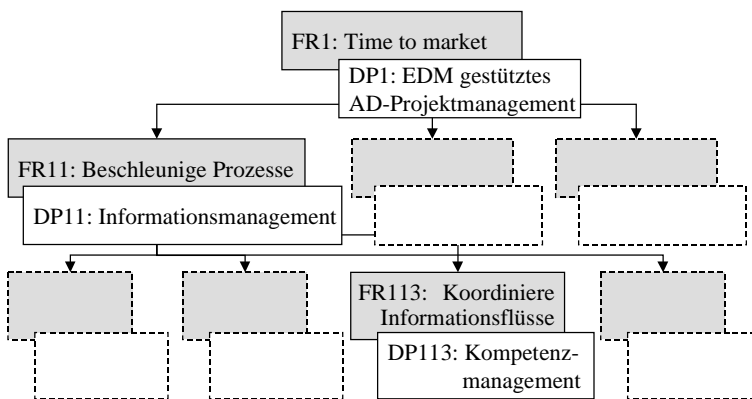 FR1: Time to market
DP1: EDM gestütztes
AD-Projektmanagement
FR11: Beschleunige Prozesse
DP11: Informationsmanagement
FR113: Koordiniere
Informationsflüsse
DP113: Kompetenz-
management